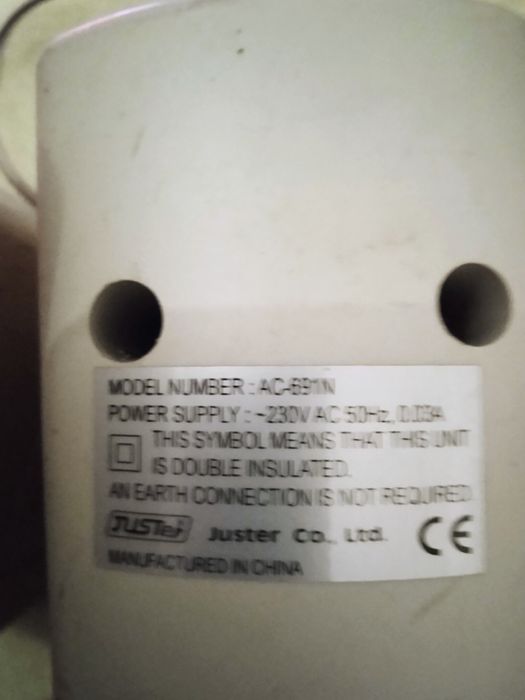 MODEL NUMBER : AC-691N
POWER SUPPLY : ~230V AC 50Hz, 0.03A
THIS SYMBOL MEANS THAT THIS UNIT
IS DOUBLE INSULATED.
AN EARTH CONNECTION IS NOT REQUIRED.
JUSTer Juster Co., Ltd. CE
MANUFACTURED IN CHINA